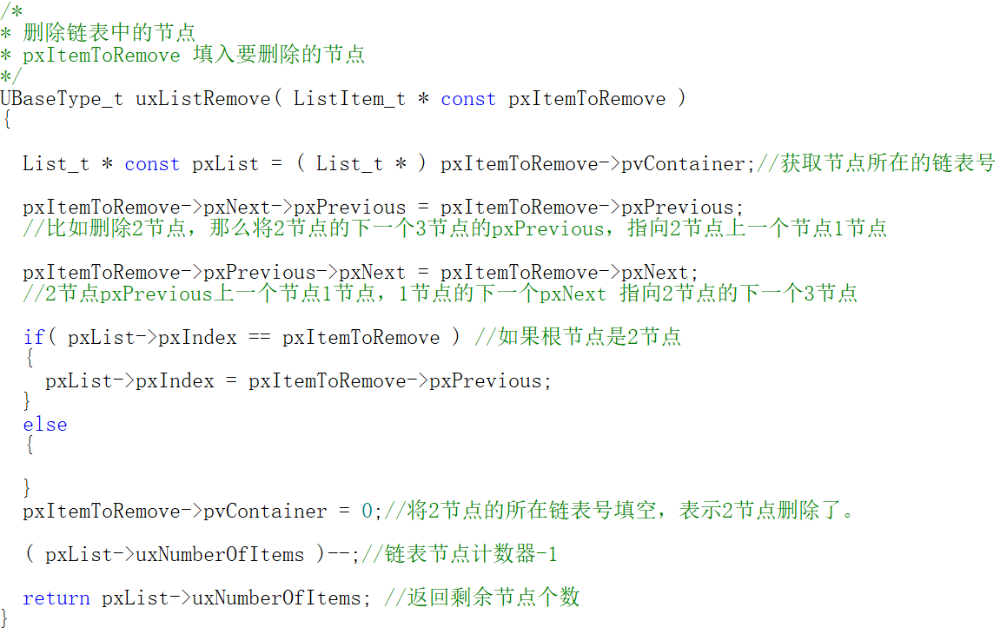 /*
* 删除链表中的节点
* pxItemToRemove 填入要删除的节点
*/
UBaseType_t uxListRemove( ListItem_t * const pxItemToRemove )
{
List_t * const pxList = ( List_t * ) pxItemToRemove->pvContainer;//获取节点所在的链表号
pxItemToRemove->pxNext->pxPrevious = pxItemToRemove->pxPrevious;
//比如删除2节点，那么将2节点的下一个3节点的pxPrevious，指向2节点上一个节点1节点
pxItemToRemove->pxPrevious->pxNext = pxItemToRemove->pxNext;
//2节点pxPrevious上一个节点1节点，1节点的下一个pxNext 指向2节点的下一个3节点
if( pxList->pxIndex == pxItemToRemove ) //如果根节点是2节点
{
pxList->pxIndex = pxItemToRemove->pxPrevious;
}
else
{
}
pxItemToRemove->pvContainer = 0;//将2节点的所在链表号填空，表示2节点删除了。
( pxList->uxNumberOfItems )--;//链表节点计数器-1
return pxList->uxNumberOfItems; //返回剩余节点个数
}